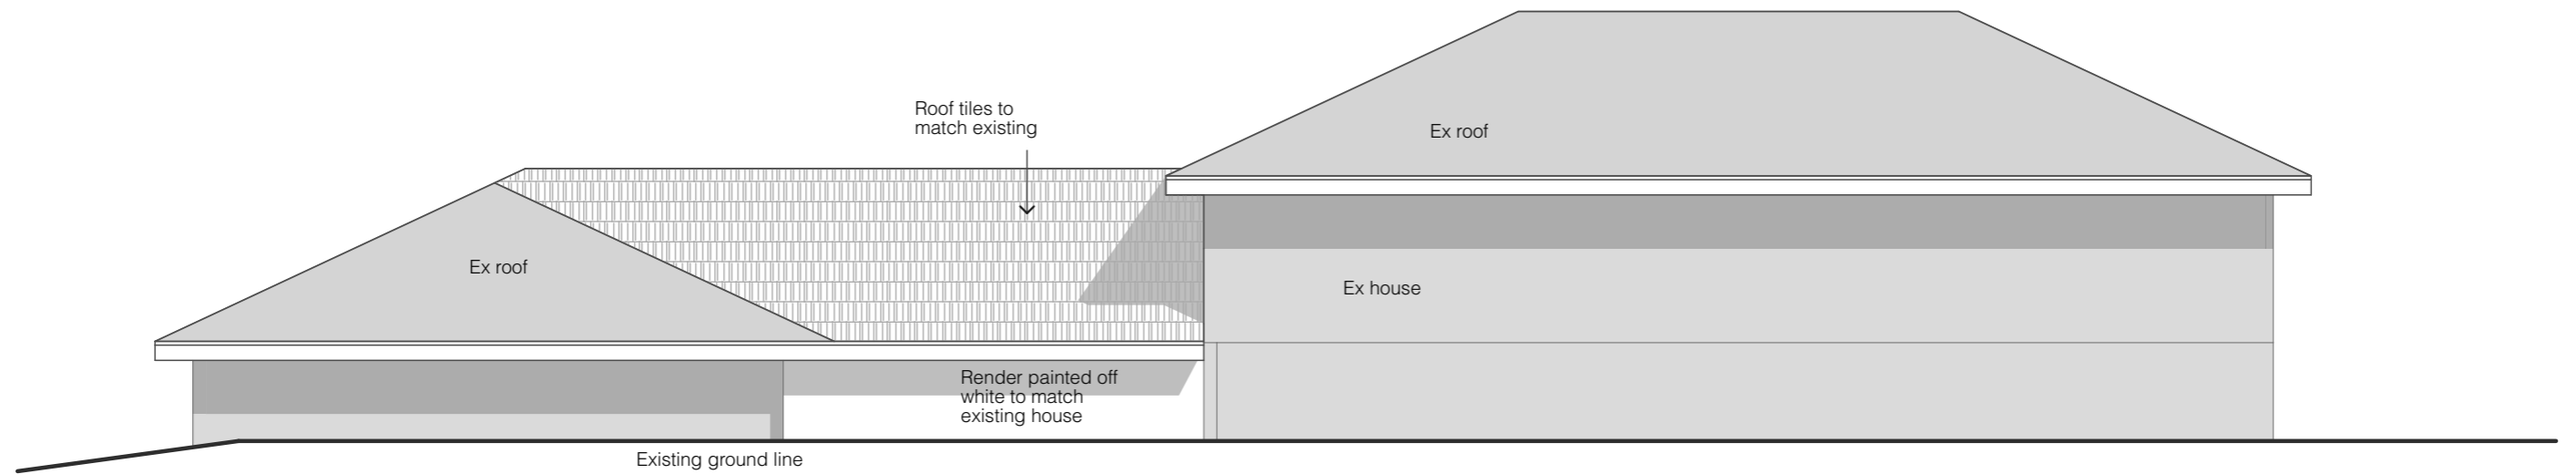 Roof tiles to
match existing
Ex roof
Ex roof
Ex house
Render painted off
white to match
existing house
Existing ground line